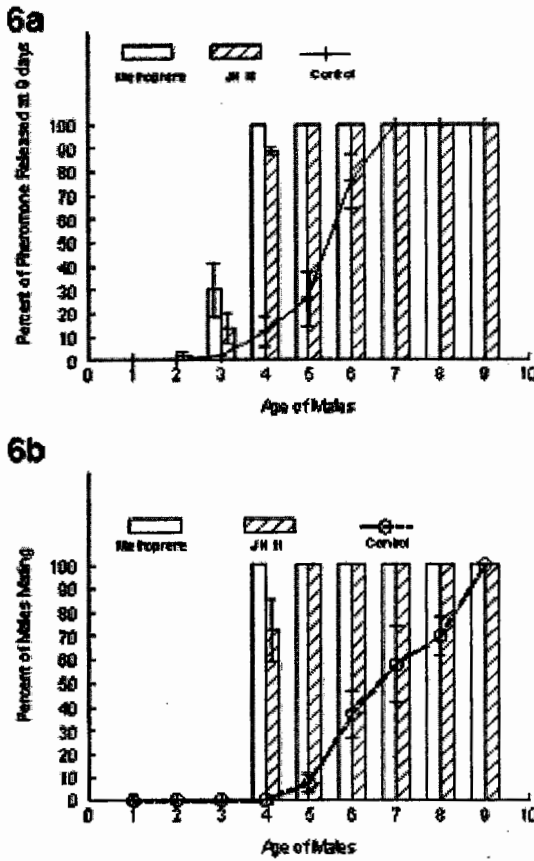 6a
Percent of Pheromone Released at 9 days
Methoprene JH III Control
100
90
80
70
60
50
40
30
20
10
0
0 1 2 3 4 5 6 7 8 9 10
Age of Males
6b
Percent of Males Mating
Methoprene JH III Control
100
90
80
70
60
50
40
30
20
10
0
0 1 2 3 4 5 6 7 8 9 10
Age of Males